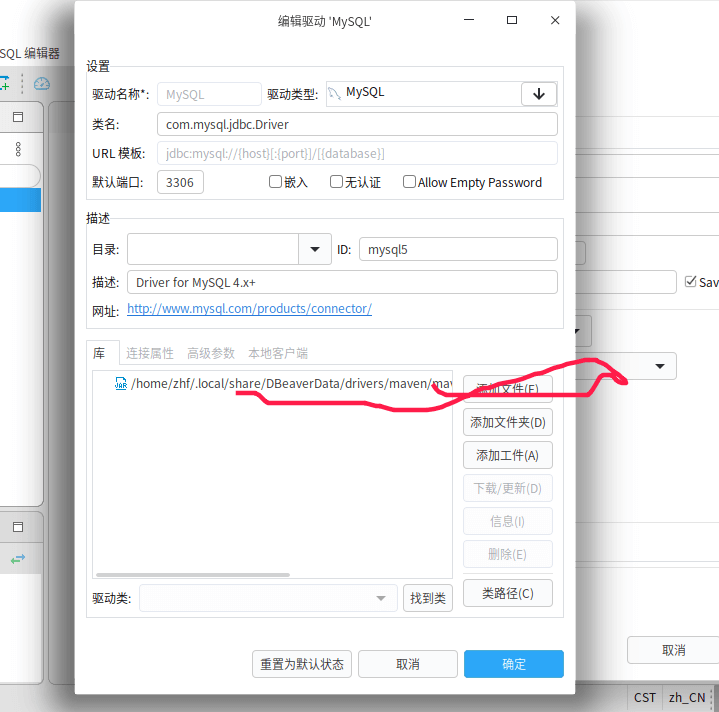 编辑驱动 'MySQL'
SQL 编辑器
设置
驱动名称*: MySQL 驱动类型: MySQL
类名: com.mysql.jdbc.Driver
URL 模板: jdbc:mysql://{host}[:{port}]/[{database}]
默认端口: 3306 嵌入 无认证 Allow Empty Password
描述
目录: ID: mysql5
描述: Driver for MySQL 4.x+
Sav
网址: http://www.mysql.com/products/connector/
库 连接属性 高级参数 本地客户端
/home/zhf/.local/share/DBeaverData/drivers/maven/mav
添加文件(F)
添加文件夹(D)
添加工件(A)
下载/更新(D)
信息(I)
删除(E)
类路径(C)
驱动类: 找到类
重置为默认状态 取消 确定
取消
CST zh_CN